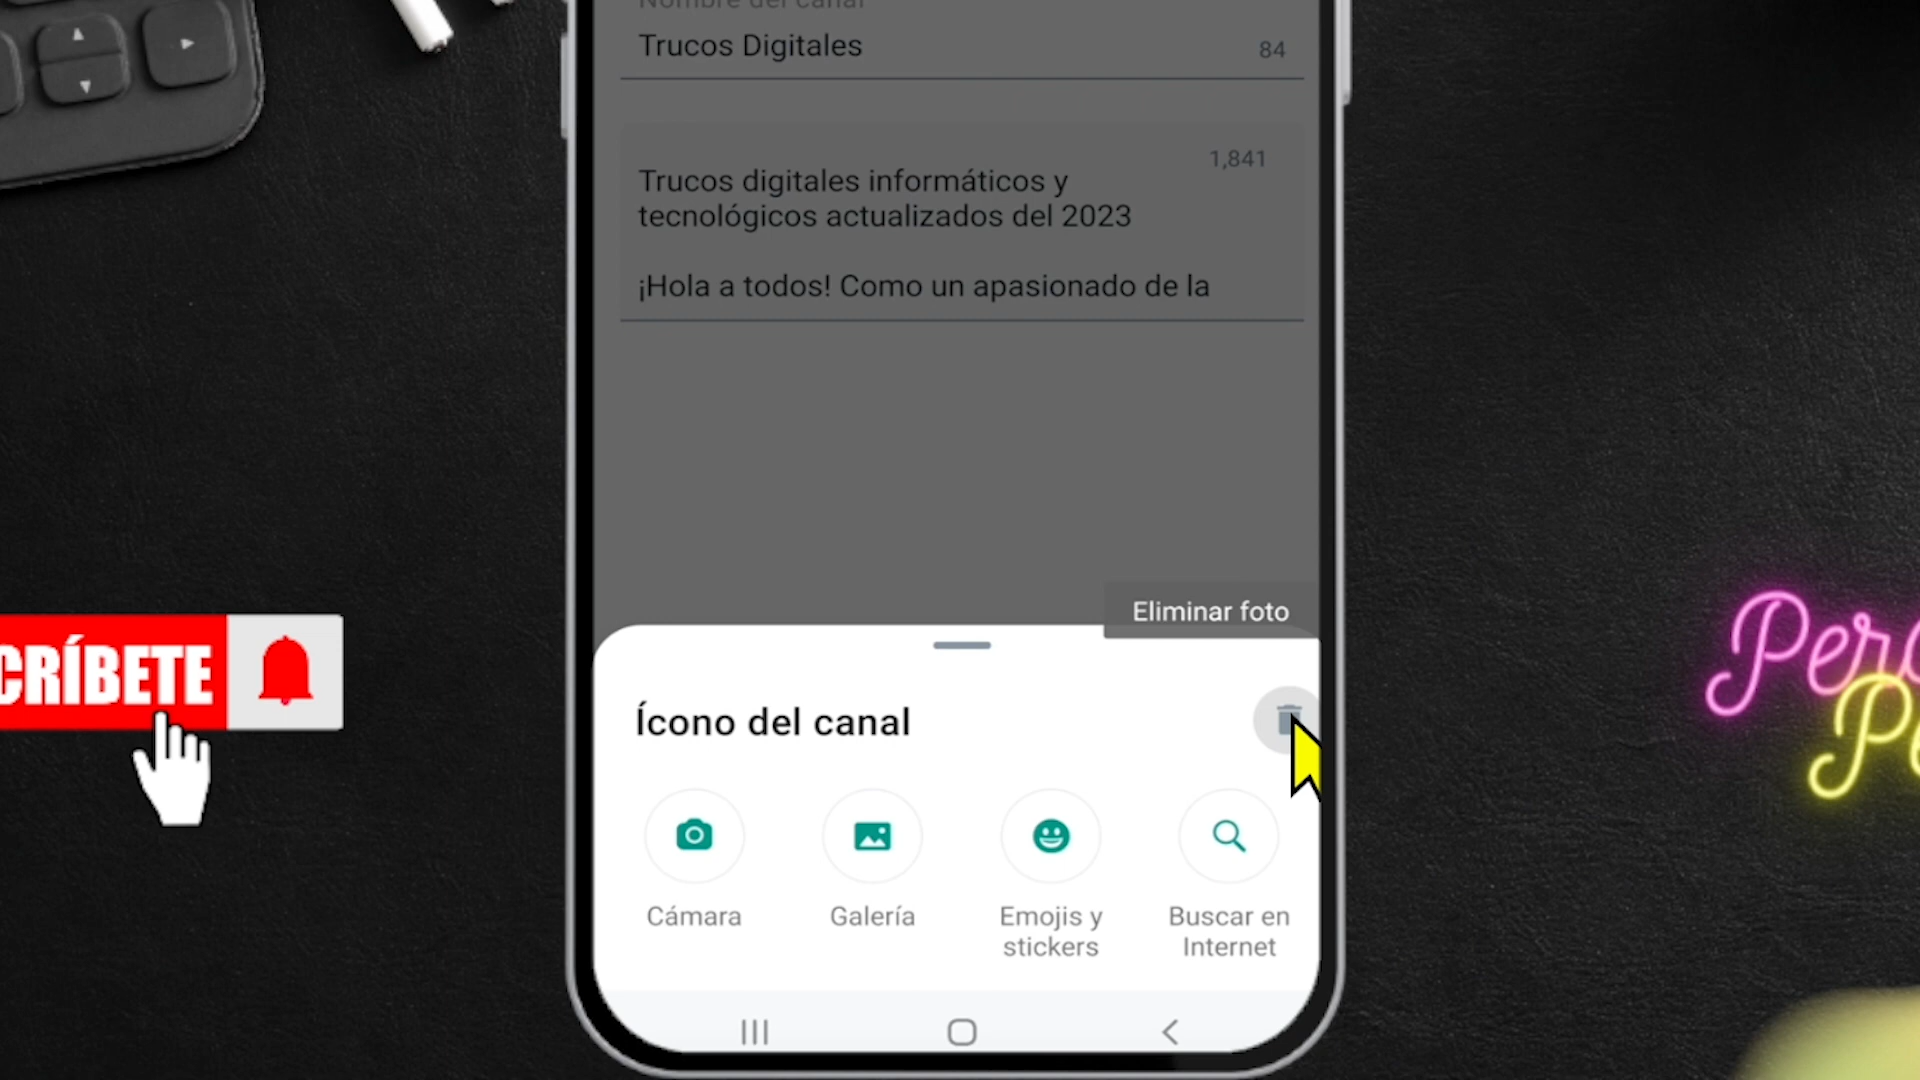 Nombre del canal
Trucos Digitales
84
1,841
Trucos digitales informáticos y
tecnológicos actualizados del 2023
¡Hola a todos! Como un apasionado de la
Eliminar foto
CRÍBETE
Ícono del canal
Cámara
Galería
Emojis y
stickers
Buscar en
Internet